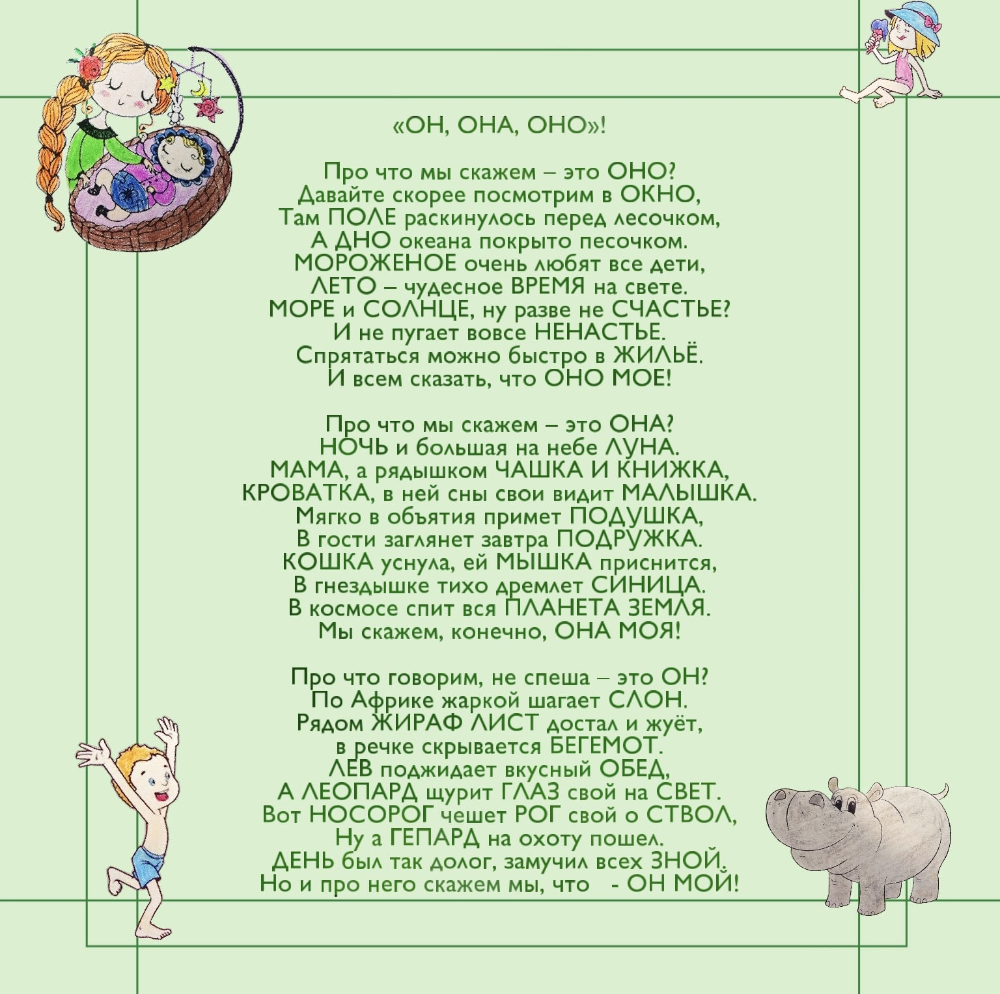 «ОН, ОНА, ОНО»!
Про что мы скажем – это ОНО?
Давайте скорее посмотрим в ОКНО,
Там ПОЛЕ раскинулось перед лесочком,
А ДНО океана покрыто песочком.
МОРОЖЕНОЕ очень любят все дети,
ЛЕТО – чудесное ВРЕМЯ на свете.
МОРЕ и СОЛНЦЕ, ну разве не СЧАСТЬЕ?
И не пугает вовсе НЕНАСТЬЕ.
Спрятаться можно быстро в ЖИЛЬЁ.
И всем сказать, что ОНО МОЕ!
Про что мы скажем – это ОНА?
НОЧЬ и большая на небе ЛУНА.
МАМА, а рядышком ЧАШКА И КНИЖКА,
КРОВАТКА, в ней сны свои видит МАЛЫШКА.
Мягко в объятия примет ПОДУШКА,
В гости заглянет завтра ПОДРУЖКА.
КОШКА уснула, ей МЫШКА приснится,
В гнездышке тихо дремлет СИНИЦА.
В космосе спит вся ПЛАНЕТА ЗЕМЛЯ.
Мы скажем, конечно, ОНА МОЯ!
Про что говорим, не спеша – это ОН?
По Африке жаркой шагает СЛОН.
Рядом ЖИРАФ ЛИСТ достал и жуёт,
в речке скрывается БЕГЕМОТ.
ЛЕВ поджидает вкусный ОБЕД,
А ЛЕОПАРД щурит ГЛАЗ свой на СВЕТ.
Вот НОСОРОГ чешет РОГ свой о СТВОЛ,
Ну а ГЕПАРД на охоту пошел.
ДЕНЬ был так долог, замучил всех ЗНОЙ.
Но и про него скажем мы, что - ОН МОЙ!